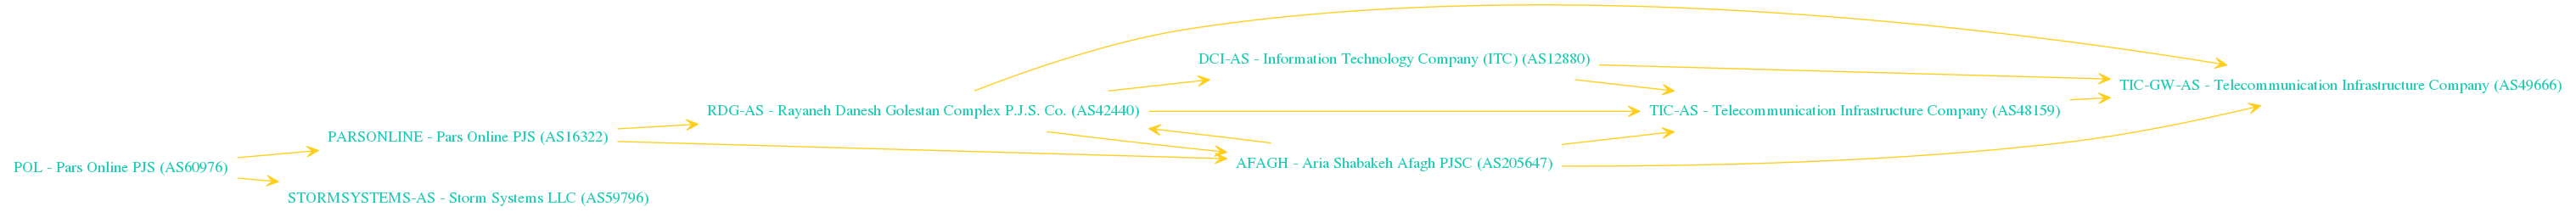 POL - Pars Online PJS (AS60976)
PARSONLINE - Pars Online PJS (AS16322)
STORMSYSTEMS-AS - Storm Systems LLC (AS59796)
RDG-AS - Rayaneh Danesh Golestan Complex P.J.S. Co. (AS42440)
DCI-AS - Information Technology Company (ITC) (AS12880)
AFAGH - Aria Shabakeh Afagh PJSC (AS205647)
TIC-AS - Telecommunication Infrastructure Company (AS48159)
TIC-GW-AS - Telecommunication Infrastructure Company (AS49666)